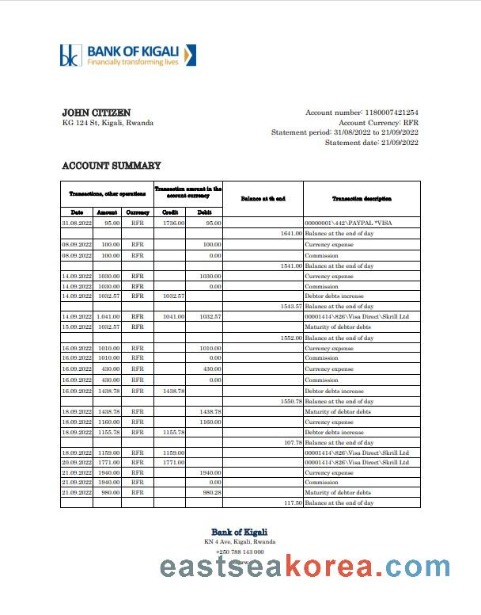 bk BANK OF KIGALI
Financially transforming lives
JOHN CITIZEN
KG 124 St, Kigali, Rwanda
Account number: 1180007421254
Account Currency: RFR
Statement period: 31/08/2022 to 21/09/2022
Statement date: 21/09/2022
ACCOUNT SUMMARY
Transactions, other operations Transaction amount in the account currency Balance at th end Transaction description
Date Amount Currency Credit Debit
31.08.2022 95.00 RFR 1736.00 95.00 00000001\442\PAYPAL *VISA
1641.00 Balance at the end of day
08.09.2022 100.00 RFR 100.00 Currency expense
08.09.2022 100.00 RFR 0.00 Commission
1541.00 Balance at the end of day
14.09.2022 1030.00 RFR 1030.00 Currency expense
14.09.2022 1030.00 RFR 0.00 Commission
14.09.2022 1032.57 RFR 1032.57 Debtor debts increase
1543.57 Balance at the end of day
14.09.2022 1.041.00 RFR 1041.00 1032.57 00001414\826\Visa Direct\Skrill Ltd
15.09.2022 1032.57 RFR Maturity of debtor debts
1552.00 Balance at the end of day
16.09.2022 1010.00 RFR 1010.00 Currency expense
16.09.2022 1010.00 RFR 0.00 Commission
16.09.2022 430.00 RFR 430.00 Currency expense
16.09.2022 430.00 RFR 0.00 Commission
16.09.2022 1438.78 RFR 1438.78 Debtor debts increase
1550.78 Balance at the end of day
18.09.2022 1438.78 RFR 1438.78 Maturity of debtor debts
18.09.2022 1160.00 RFR 1160.00 Currency expense
18.09.2022 1155.78 RFR 1155.78 Debtor debts increase
107.78 Balance at the end of day
18.09.2022 1159.00 RFR 1159.00 00001414\826\Visa Direct\Skrill Ltd
20.09.2022 1771.00 RFR 1771.00 00001414\826\Visa Direct\Skrill Ltd
21.09.2022 1940.00 RFR 1940.00 Currency expense
21.09.2022 1940.00 RFR 0.00 Commission
21.09.2022 980.00 RFR 980.28 Maturity of debtor debts
117.50 Balance at the end of day
Bank of Kigali
KN 4 Ave, Kigali, Rwanda
+250 788 143 000
eastseakorea.com